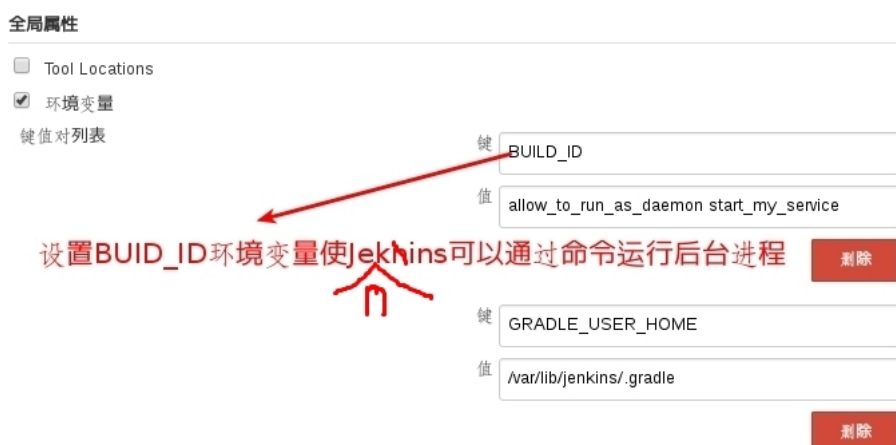 全局属性
Tool Locations
环境变量
键值对列表
键
BUILD_ID
值
allow_to_run_as_daemon start_my_service
设置BUID_ID环境变量使Jekhins可以通过命令运行后台进程
n
删除
键
GRADLE_USER_HOME
值
/var/lib/jenkins/.gradle
删除